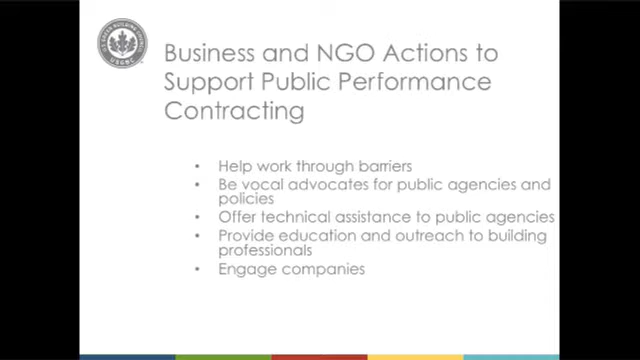 Business and NGO Actions to
Support Public Performance
Contracting
• Help work through barriers
• Be vocal advocates for public agencies and
policies
• Offer technical assistance to public agencies
• Provide education and outreach to building
professionals
• Engage companies
USGBC